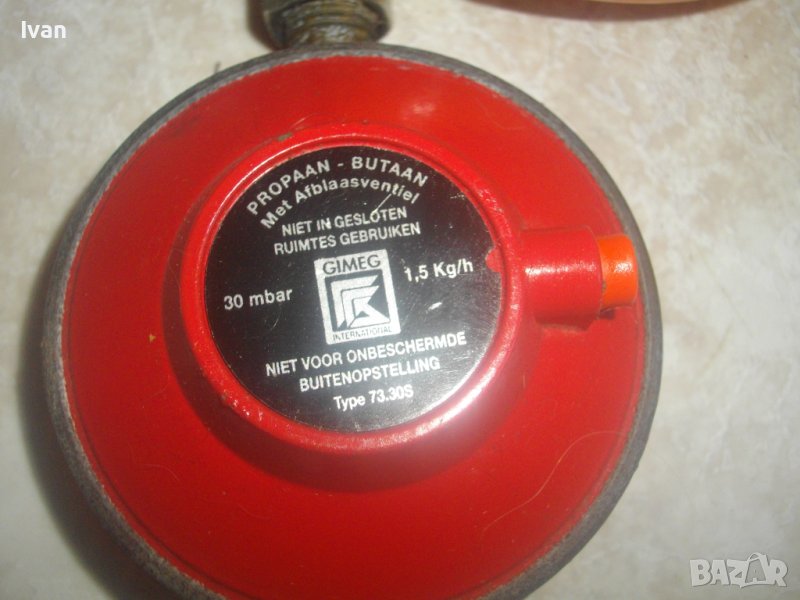 Ivan
PROPAAN - BUTAAN
Met Afblaasventiel
NIET IN GESLOTEN
RUIMTES GEBRUIKEN
GIMEG
30 mbar
1,5 Kg/h
INTERNATIONAL
NIET VOOR ONBESCHERMDE
BUITENOPSTELLING
Type 73.30S
BAZAR